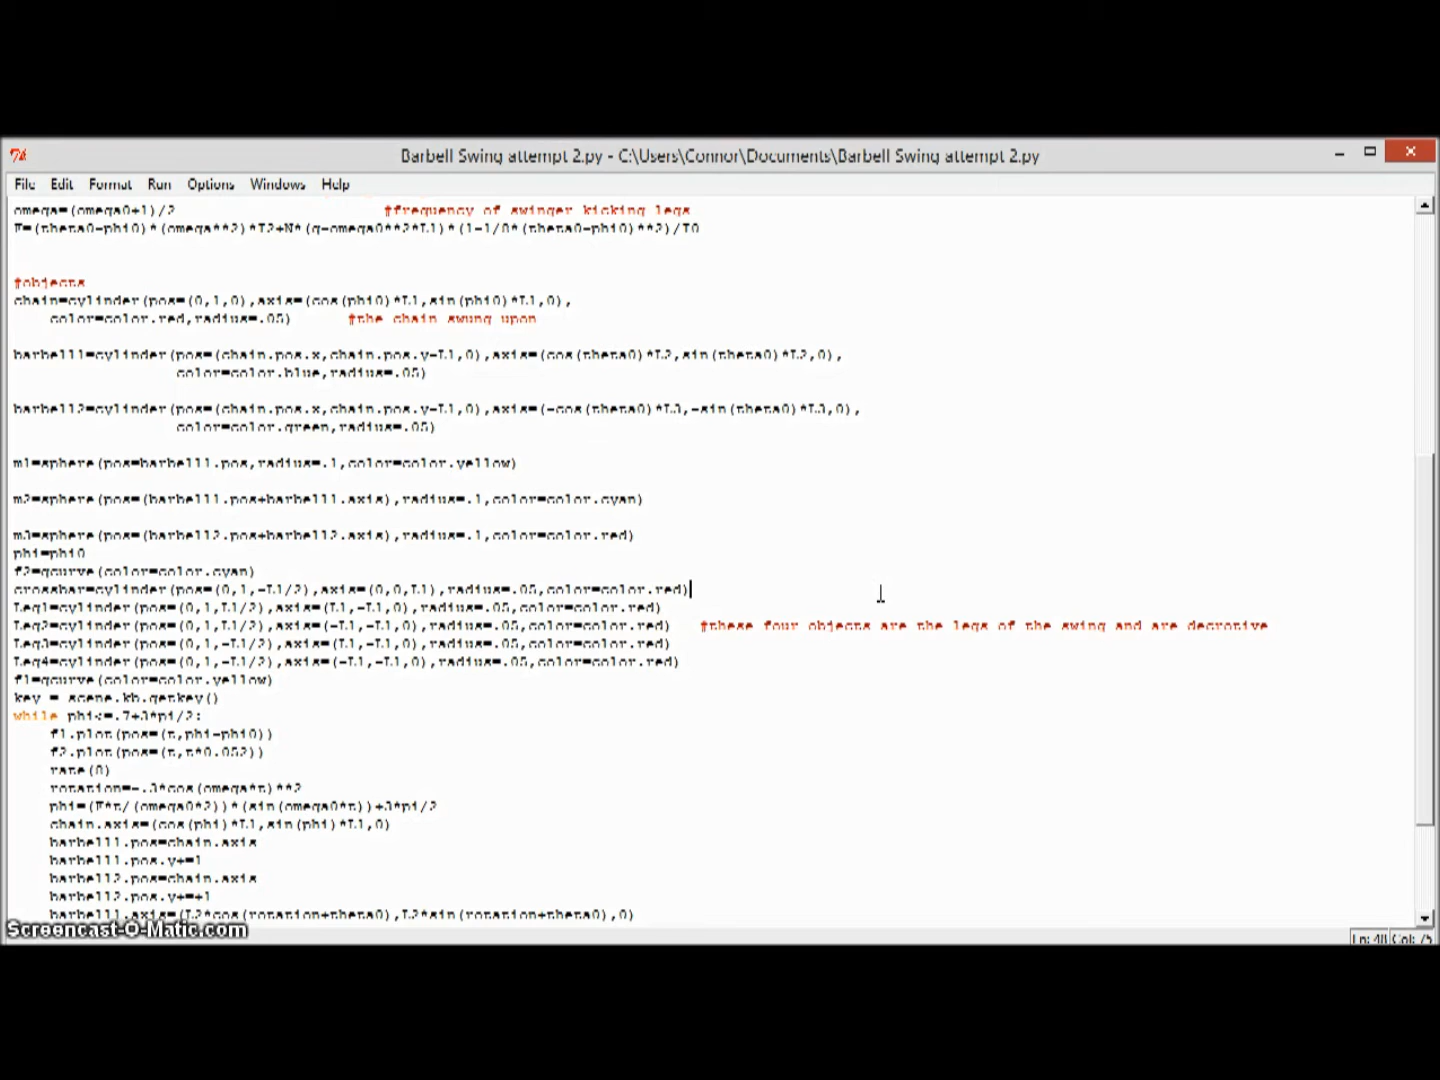 Barbell Swing attempt 2.py - C:\Users\Connor\Documents\Barbell Swing attempt 2.py
File Edit Format Run Options Windows Help
omega=(omega0+1)/2 #frequency of swinger kicking legs
F=(theta0-phi0)*(omega**2)*I2+N*(g-omega0**2*L1)*(1-1/8*(theta0-phi0)**2)/I0
#objects
chain=cylinder(pos=(0,1,0),axis=(cos(phi0)*L1,sin(phi0)*L1,0),
color=color.red,radius=.05) #the chain swung upon
barbell1=cylinder(pos=(chain.pos.x,chain.pos.y-L1,0),axis=(cos(theta0)*L2,sin(theta0)*L2,0),
color=color.blue,radius=.05)
barbell2=cylinder(pos=(chain.pos.x,chain.pos.y-L1,0),axis=(-cos(theta0)*L3,-sin(theta0)*L3,0),
color=color.green,radius=.05)
m1=sphere(pos=barbell1.pos,radius=.1,color=color.yellow)
m2=sphere(pos=(barbell1.pos+barbell1.axis),radius=.1,color=color.cyan)
m3=sphere(pos=(barbell2.pos+barbell2.axis),radius=.1,color=color.red)
phi=phi0
f2=gcurve(color=color.cyan)
crossbar=cylinder(pos=(0,1,-L1/2),axis=(0,0,L1),radius=.05,color=color.red)
Leg1=cylinder(pos=(0,1,L1/2),axis=(L1,-L1,0),radius=.05,color=color.red)
Leg2=cylinder(pos=(0,1,L1/2),axis=(-L1,-L1,0),radius=.05,color=color.red) #these four objects are the legs of the swing and are decrotive
Leg3=cylinder(pos=(0,1,-L1/2),axis=(L1,-L1,0),radius=.05,color=color.red)
Leg4=cylinder(pos=(0,1,-L1/2),axis=(-L1,-L1,0),radius=.05,color=color.red)
f1=gcurve(color=color.yellow)
key = scene.kb.getkey()
while phi<=.7+3*pi/2:
f1.plot(pos=(t,phi-phi0))
f2.plot(pos=(t,t*0.052))
rate(8)
rotation=-.3*cos(omega*t)**2
phi=(F*t/(omega0*2))*(sin(omega0*t))+3*pi/2
chain.axis=(cos(phi)*L1,sin(phi)*L1,0)
barbell1.pos=chain.axis
barbell1.pos.y+=1
barbell2.pos=chain.axis
barbell2.pos.y+=+1
barbell1.axis=(L2*cos(rotation+theta0),L2*sin(rotation+theta0),0)
Screencast-O-Matic.com
Ln: 48 Col: 75